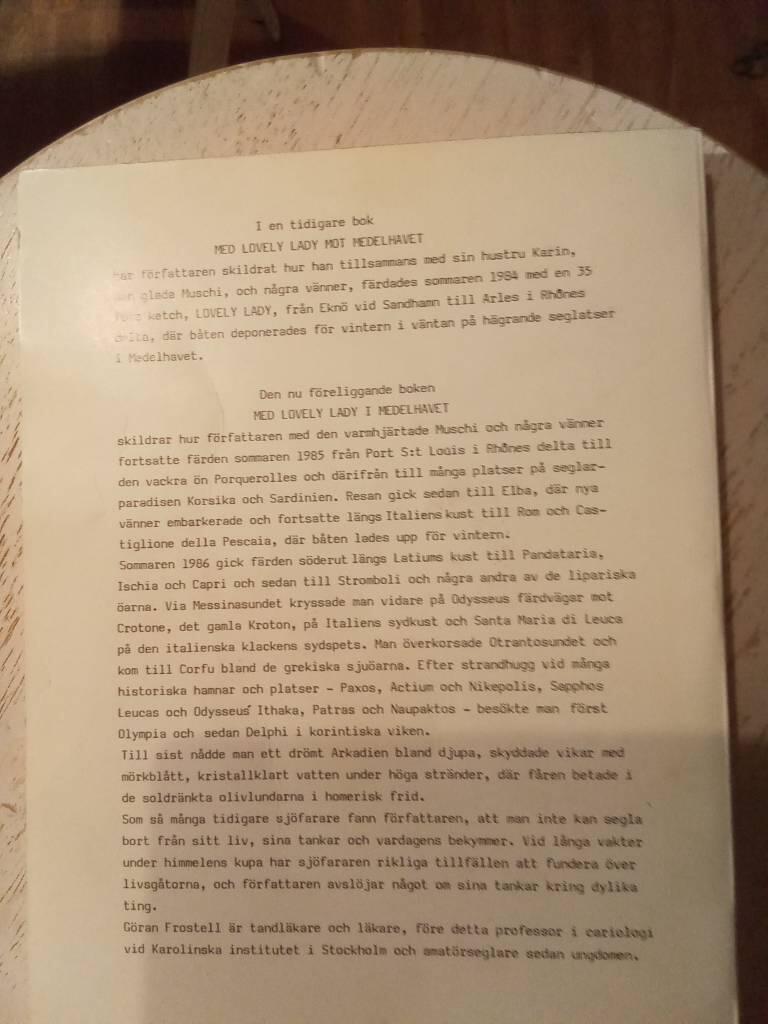 I en tidigare bok
MED LOVELY LADY MOT MEDELHAVET
har författaren skildrat hur han tillsammans med sin hustru Karin,
glada Muschi, och några vänner, färdades sommaren 1984 med en 35
ketch, LOVELY LADY, från Eknö vid Sandhamn till Arles i Rhônes
delta, där båten deponerades för vintern i väntan på hägrande seglatser
i Medelhavet.
Den nu föreliggande boken
MED LOVELY LADY I MEDELHAVET
skildrar hur författaren med den varmhjärtade Muschi och några vänner
fortsatte färden sommaren 1985 från Port S:t Louis i Rhônes delta till
den vackra ön Porquerolles och därifrån till många platser på seglar-
paradisen Korsika och Sardinien. Resan gick sedan till Elba, där nya
vänner embarkerade och fortsatte längs Italiens kust till Rom och Cas-
tiglione della Pescaia, där båten lades upp för vintern.
Sommaren 1986 gick färden söderut längs Latiums kust till Pandataria,
Ischia och Capri och sedan till Stromboli och några andra av de lipariska
öarna. Via Messinasundet kryssade man vidare på Odysseus färdvägar mot
Crotone, det gamla Kroton, på Italiens sydkust och Santa Maria di Leuca
på den italienska klackens sydspets. Man överkorsade Otrantosundet och
kom till Corfu bland de grekiska sjuöarna. Efter strandhugg vid många
historiska hamnar och platser - Paxos, Actium och Nikepolis, Sapphos
Leucas och Odysseus' Ithaka, Patras och Naupaktos - besökte man först
Olympia och sedan Delphi i korintiska viken.
Till sist nådde man ett drömt Arkadien bland djupa, skyddade vikar med
mörkblått, kristallklart vatten under höga stränder, där fåren betade i
de soldränkta olivlundarna i homerisk frid.
Som så många tidigare sjöfarare fann författaren, att man inte kan segla
bort från sitt liv, sina tankar och vardagens bekymmer. Vid långa vakter
under himmelens kupa har sjöfararen rikliga tillfällen att fundera över
livsgåtorna, och författaren avslöjar något om sina tankar kring dylika
ting.
Göran Frostell är tandläkare och läkare, före detta professor i cariologi
vid Karolinska institutet i Stockholm och amatörseglare sedan ungdomen.